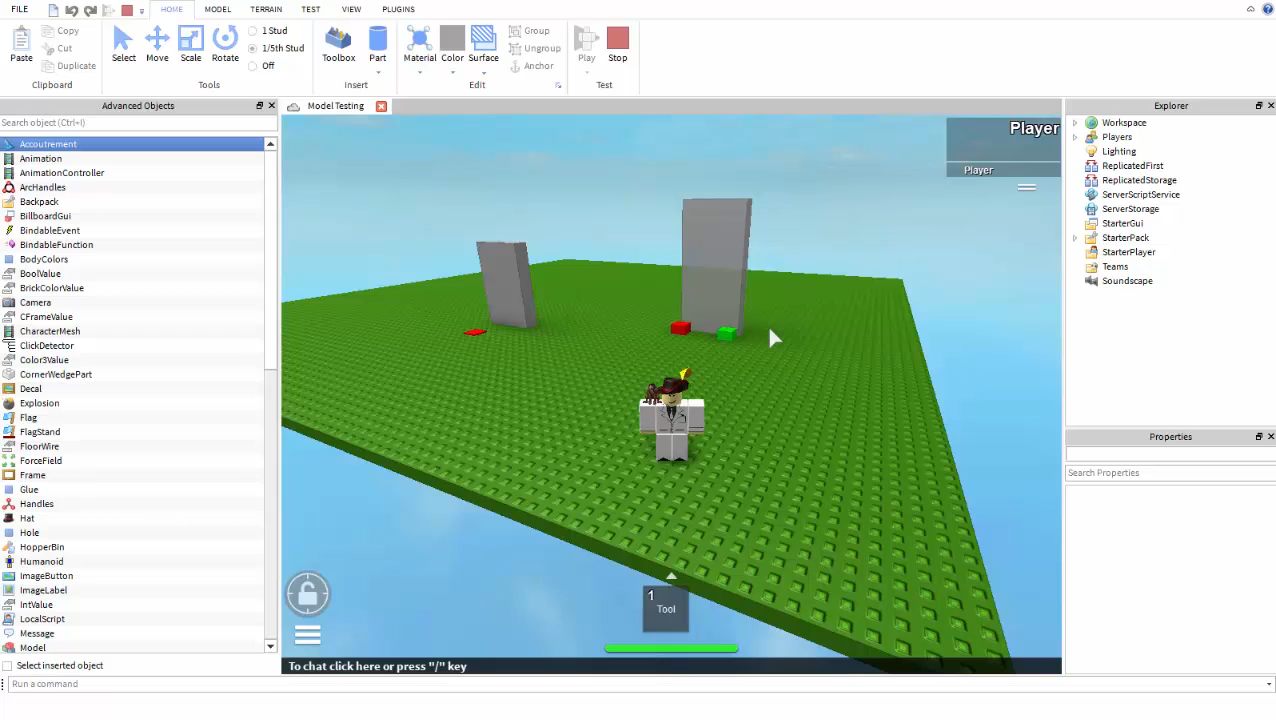 FILE HOME MODEL TERRAIN TEST VIEW PLUGINS
Paste
Copy
Cut
Duplicate
Clipboard
Select
Move
Scale
Rotate
1 Stud
1/5th Stud
Off
Tools
Toolbox
Part
Insert
Material
Color
Surface
Group
Ungroup
Anchor
Edit
Play
Stop
Test
Advanced Objects
Search object (Ctrl+I)
Accoutrement
Animation
AnimationController
ArcHandles
Backpack
BillboardGui
BindableEvent
BindableFunction
BodyColors
BoolValue
BrickColorValue
Camera
CFrameValue
CharacterMesh
ClickDetector
Color3Value
CornerWedgePart
Decal
Explosion
Flag
FlagStand
FloorWire
ForceField
Frame
Glue
Handles
Hat
Hole
HopperBin
Humanoid
ImageButton
ImageLabel
IntValue
LocalScript
Message
Model
Select inserted object
Run a command
Model Testing
Player
Player
1
Tool
To chat click here or press "/" key
Explorer
Workspace
Players
Lighting
ReplicatedFirst
ReplicatedStorage
ServerScriptService
ServerStorage
StarterGui
StarterPack
StarterPlayer
Teams
Soundscape
Properties
Search Properties